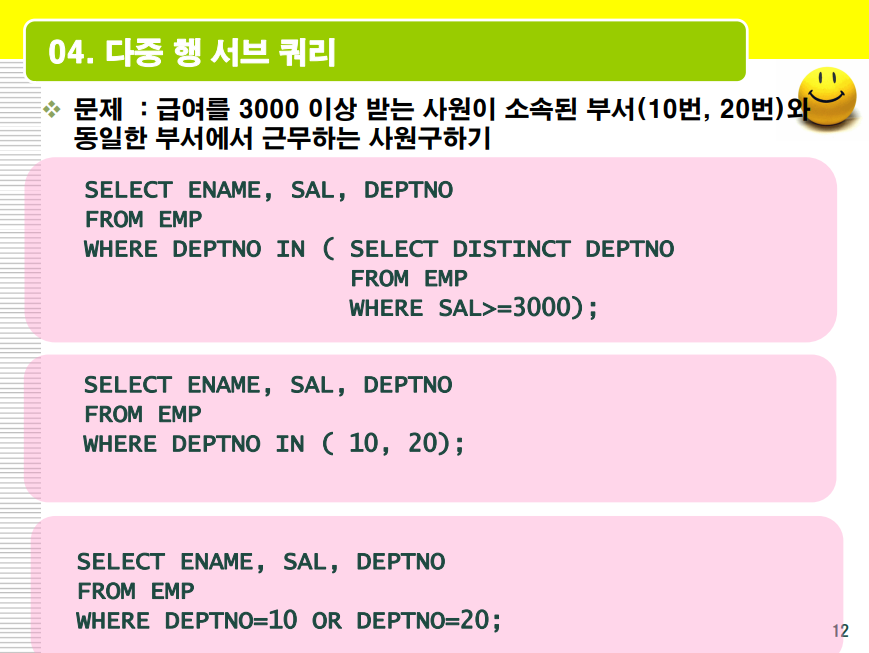 04. 다중 행 서브 쿼리
❖ 문제 : 급여를 3000 이상 받는 사원이 소속된 부서(10번, 20번)와
동일한 부서에서 근무하는 사원구하기
SELECT ENAME, SAL, DEPTNO
FROM EMP
WHERE DEPTNO IN ( SELECT DISTINCT DEPTNO
FROM EMP
WHERE SAL>=3000);
SELECT ENAME, SAL, DEPTNO
FROM EMP
WHERE DEPTNO IN ( 10, 20);
SELECT ENAME, SAL, DEPTNO
FROM EMP
WHERE DEPTNO=10 OR DEPTNO=20;
12